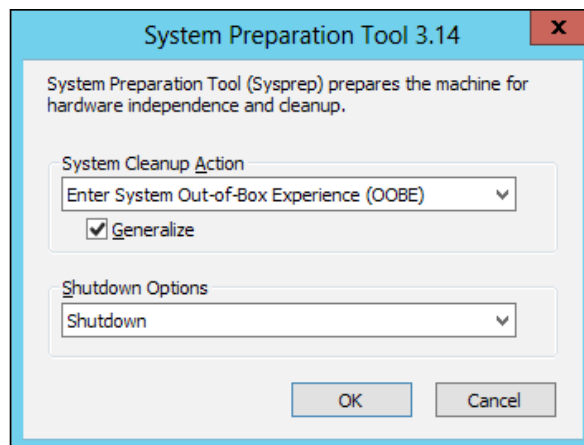 System Preparation Tool 3.14
x
System Preparation Tool (Sysprep) prepares the machine for
hardware independence and cleanup.
System Cleanup Action
Enter System Out-of-Box Experience (OOBE)
Generalize
Shutdown Options
Shutdown
OK Cancel